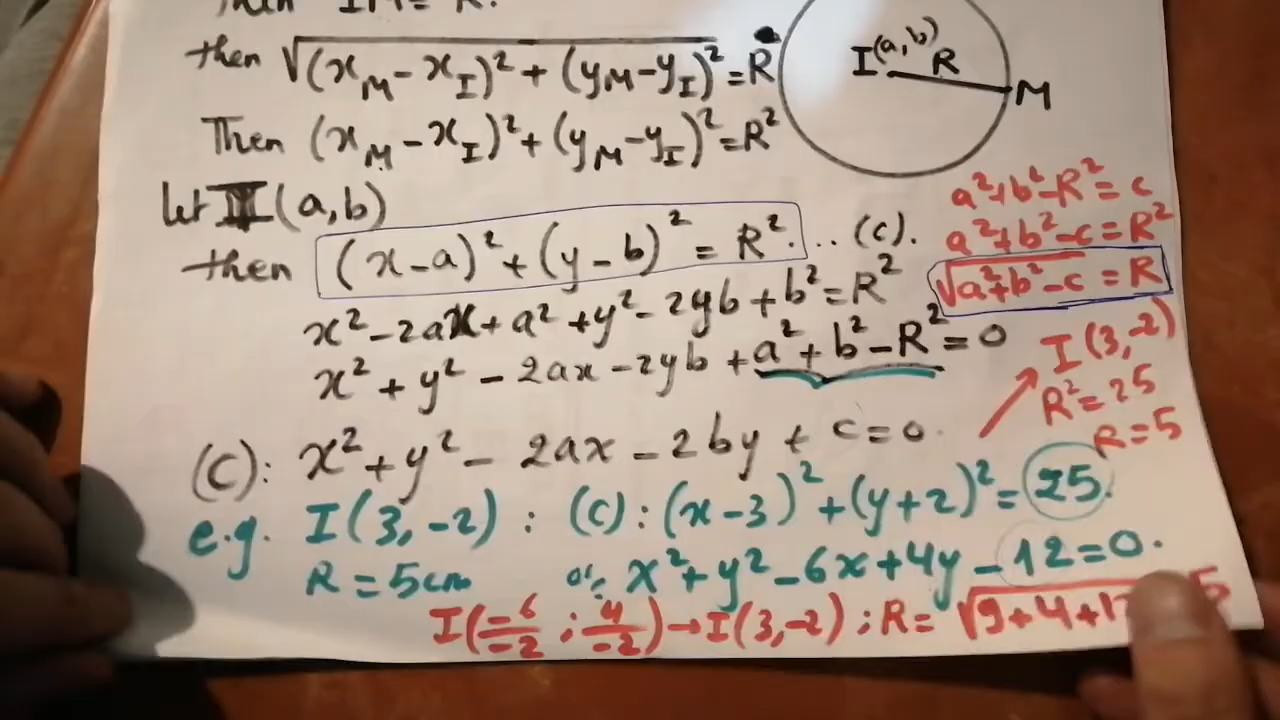 Then IM = R.
then √(x_M - x_I)² + (y_M - y_I)² = R
Then (x_M - x_I)² + (y_M - y_I)² = R²
I(a,b)
R
M
let I(a,b)
then (x-a)² + (y-b)² = R² ... (c).
x² - 2ax + a² + y² - 2yb + b² = R²
x² + y² - 2ax - 2yb + a² + b² - R² = 0
a² + b² - R² = c
a² + b² - c = R²
√a² + b² - c = R
I(3,-2)
R² = 25
R = 5
(C): x² + y² - 2ax - 2by + c = 0.
e.g. I(3,-2) : (C): (x-3)² + (y+2)² = 25.
R = 5cm or x² + y² - 6x + 4y - 12 = 0.
I(-6/-2 ; 4/-2) → I(3,-2) ; R = √9+4+1 5